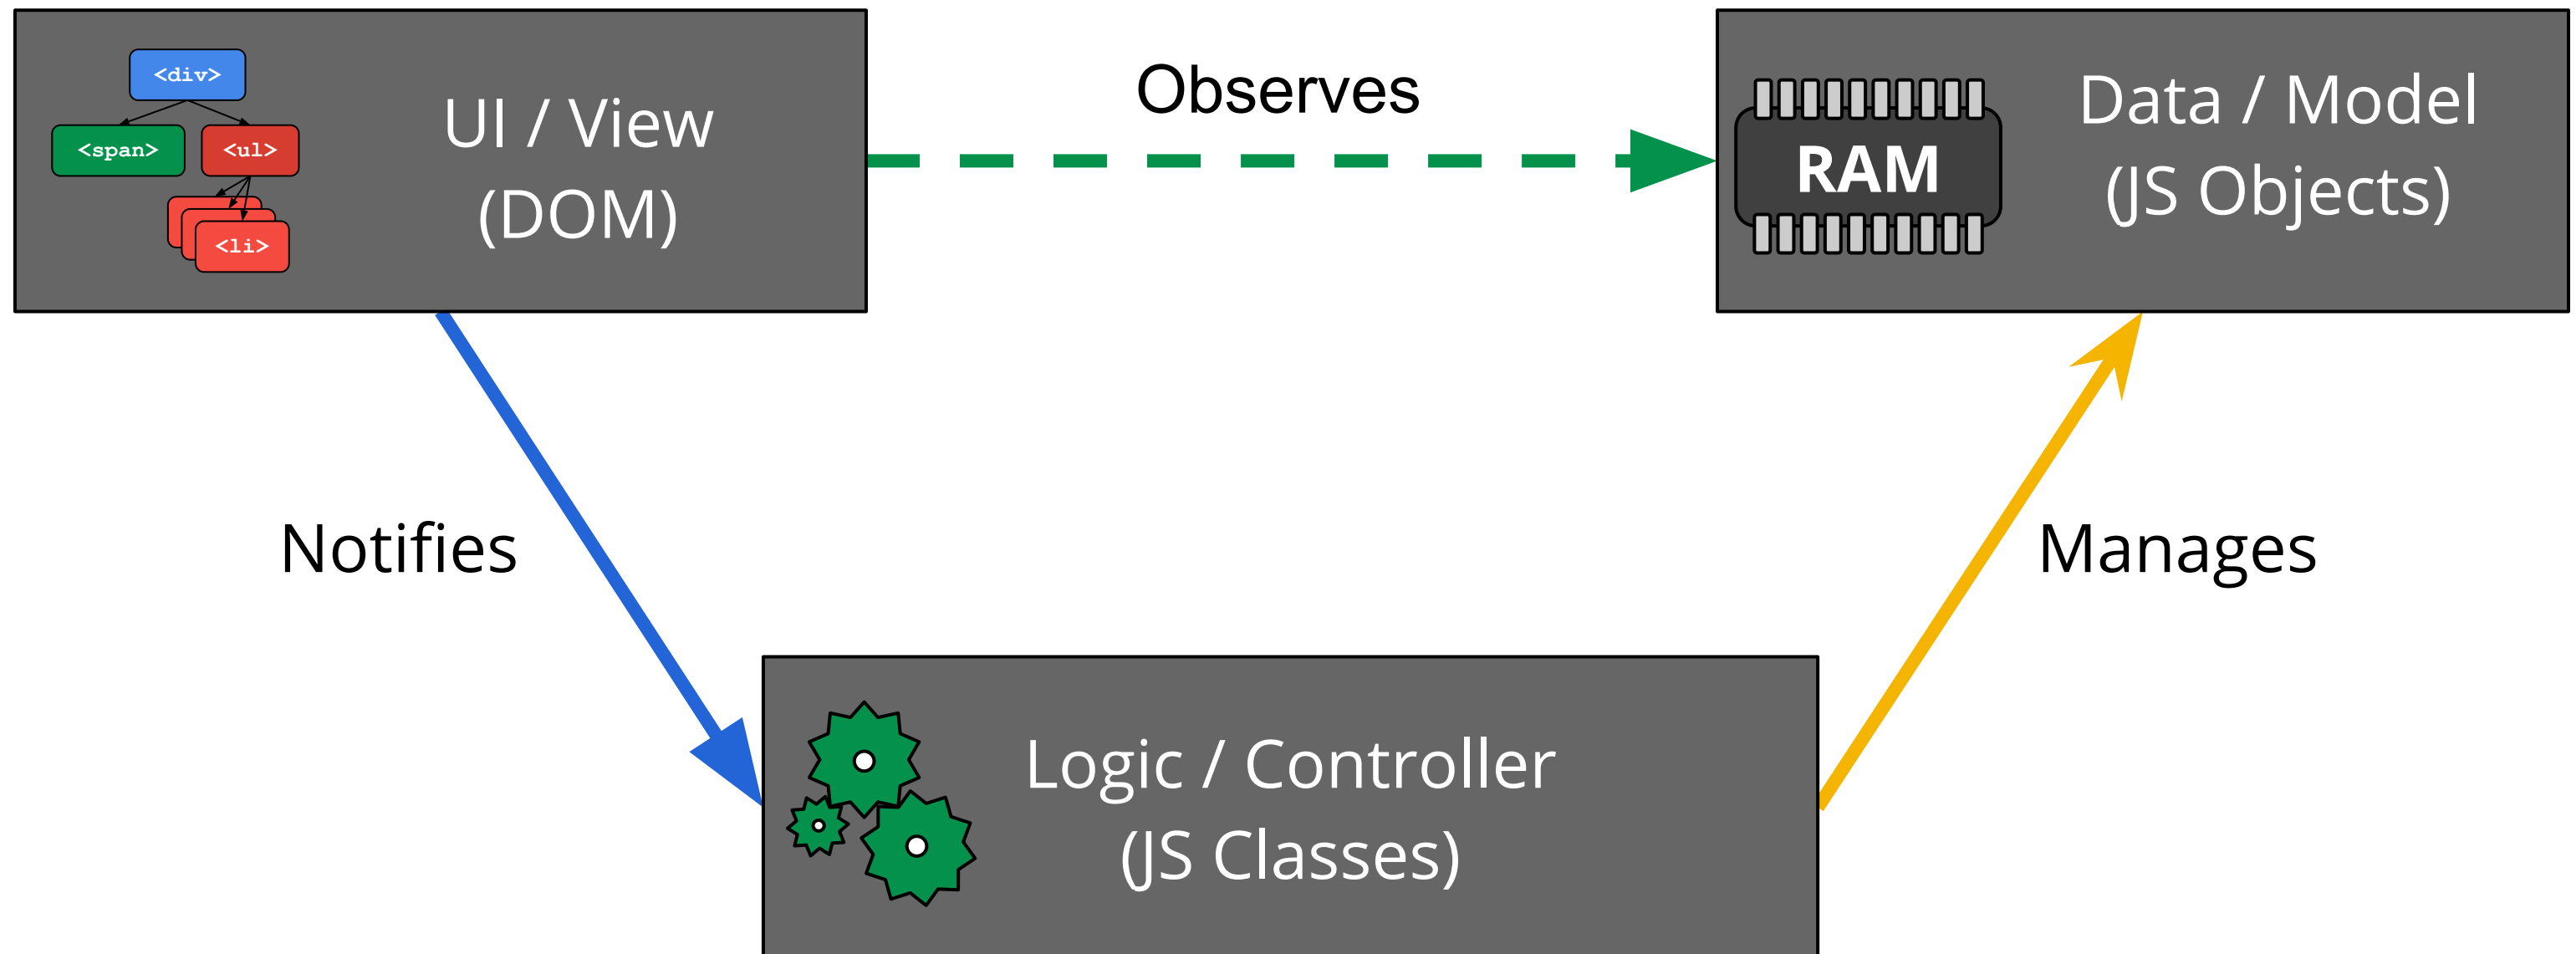 <div>
<span>
<ul>
<li>
UI / View
(DOM)
Observes
RAM
Data / Model
(JS Objects)
Notifies
Manages
Logic / Controller
(JS Classes)